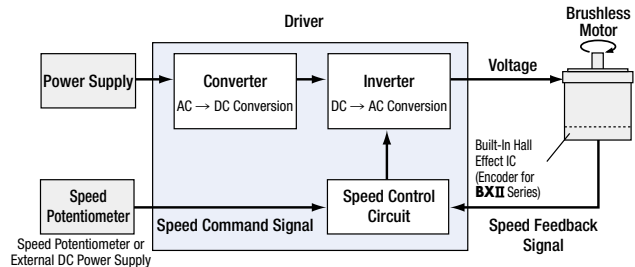 Driver
Brushless
Motor
Power Supply
Converter
AC → DC Conversion
Inverter
DC → AC Conversion
Voltage
Built-In Hall
Effect IC
(Encoder for
BXII Series)
Speed
Potentiometer
Speed Command Signal
Speed Control
Circuit
Speed Feedback
Signal
Speed Potentiometer or
External DC Power Supply